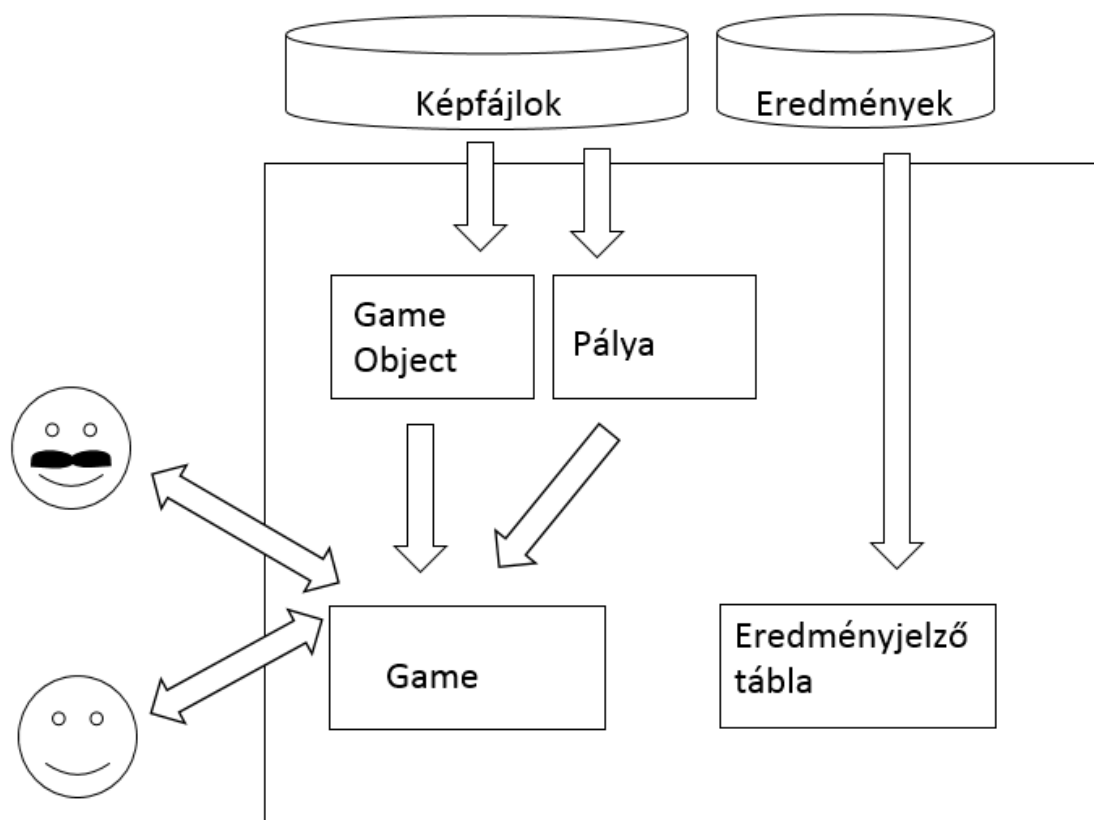 Képfájlok
Eredmények
Game
Object
Pálya
Game
Eredményjelző
tábla